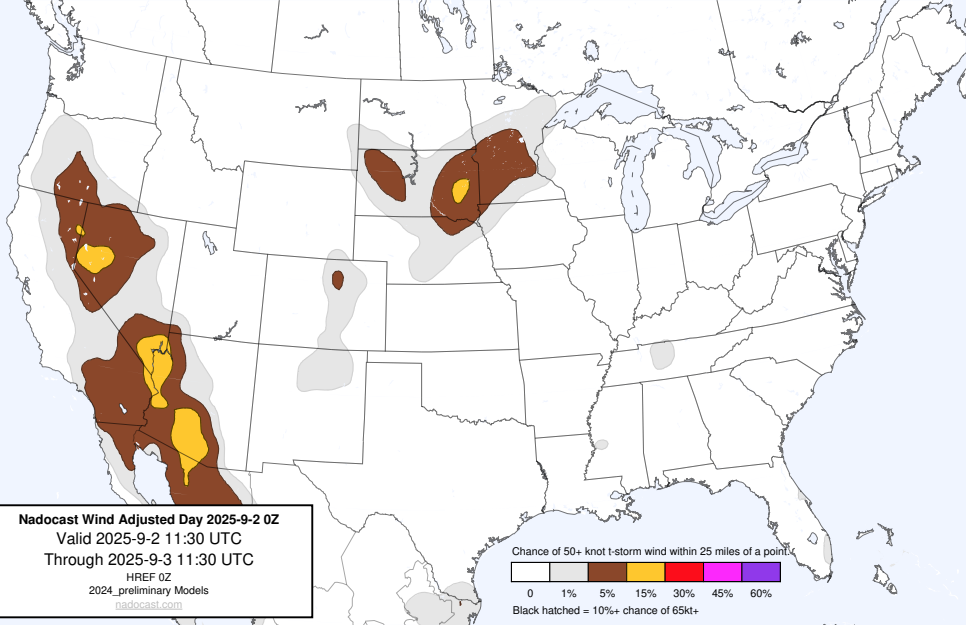 Nadocast Wind Adjusted Day 2025-9-2 0Z
Valid 2025-9-2 11:30 UTC
Through 2025-9-3 11:30 UTC
HREF 0Z
2024_preliminary Models
nadocast.com
Chance of 50+ knot t-storm wind within 25 miles of a point.
0 1% 5% 15% 30% 45% 60%
Black hatched = 10%+ chance of 65kt+